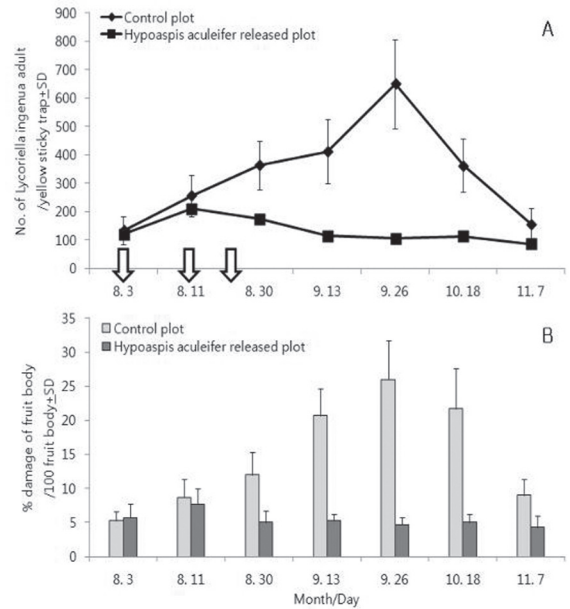 A
Control plot
Hypoaspis aculeifer released plot
No. of Lycoriella ingenua adult
/yellow sticky trap±SD
900
800
700
600
500
400
300
200
100
0
8. 3 8. 11 8. 30 9. 13 9. 26 10. 18 11. 7
B
Control plot
Hypoaspis aculeifer released plot
% damage of fruit body
/100 fruit body±SD
35
30
25
20
15
10
5
0
8. 3 8. 11 8. 30 9. 13 9. 26 10. 18 11. 7
Month/Day